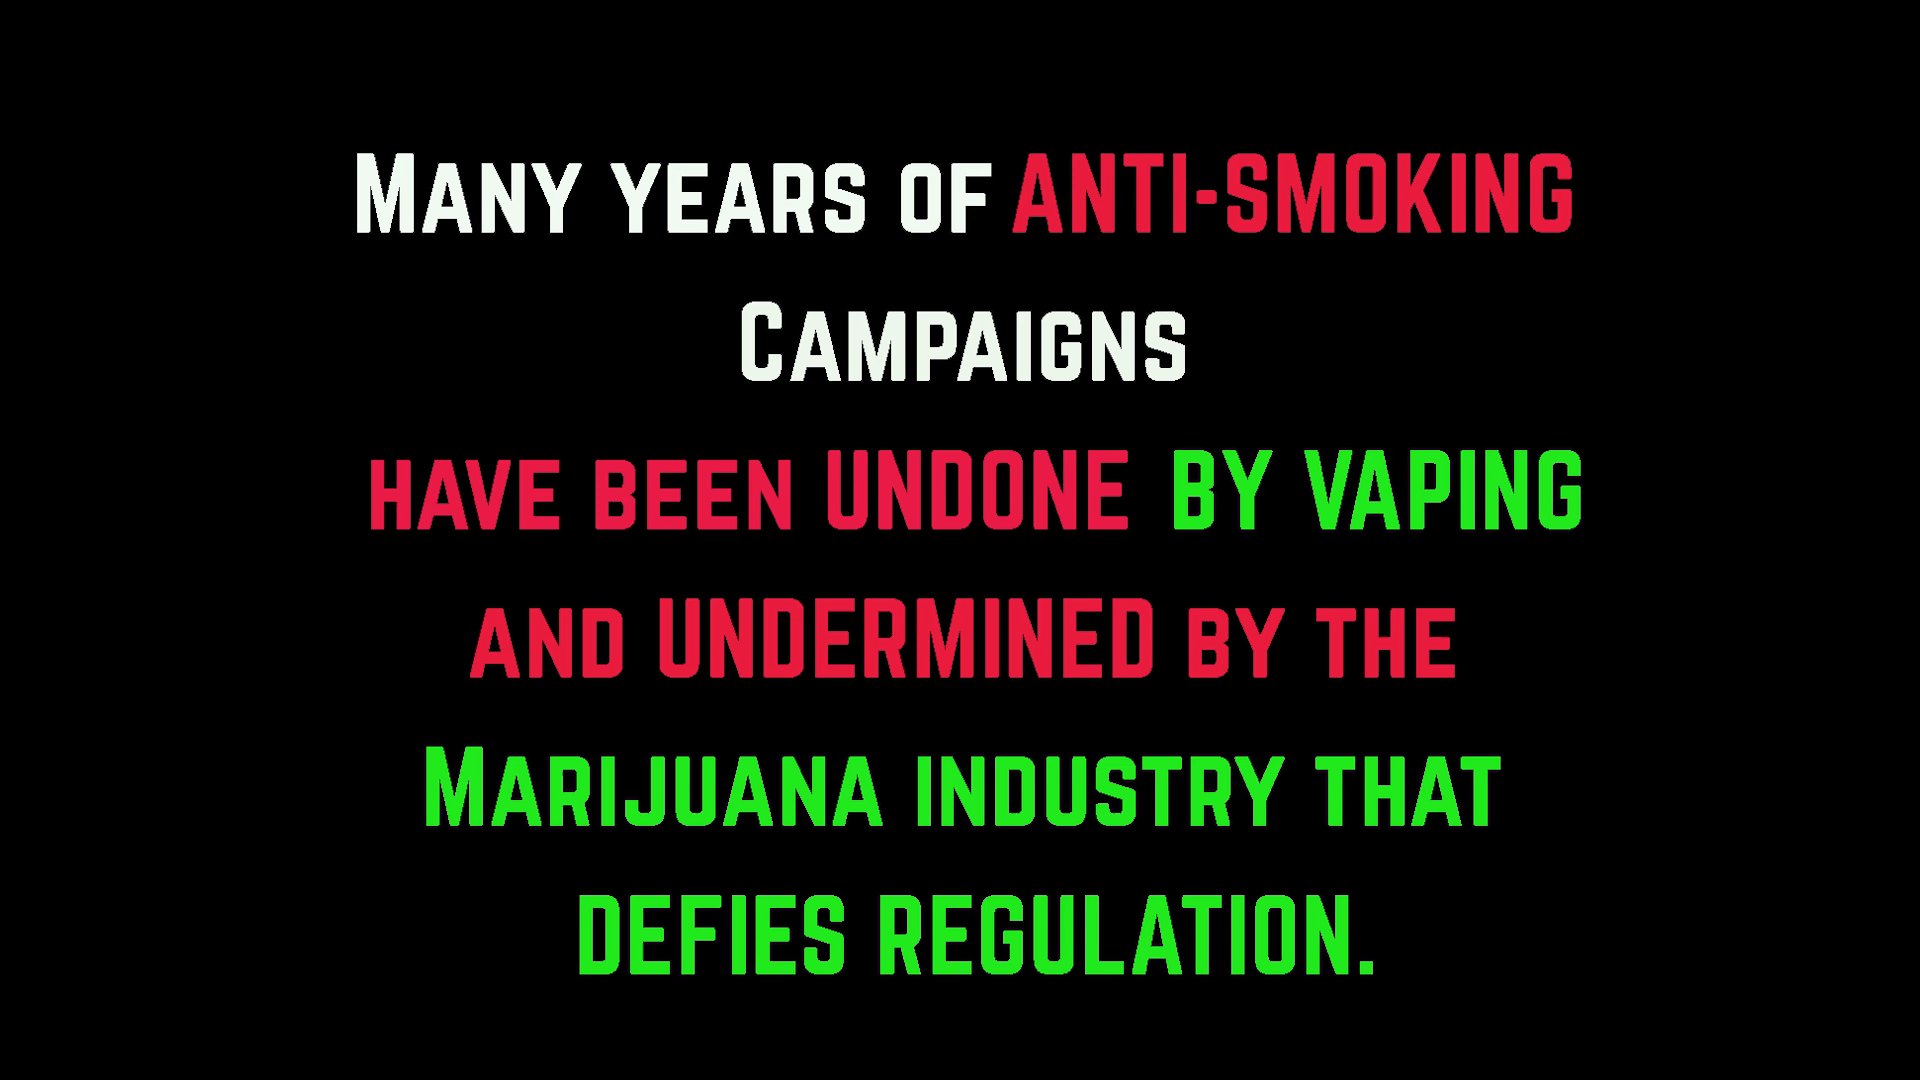 Many years of ANTI-SMOKING
Campaigns
have been UNDONE BY VAPING
and UNDERMINED by the
Marijuana industry that
DEFIES REGULATION.